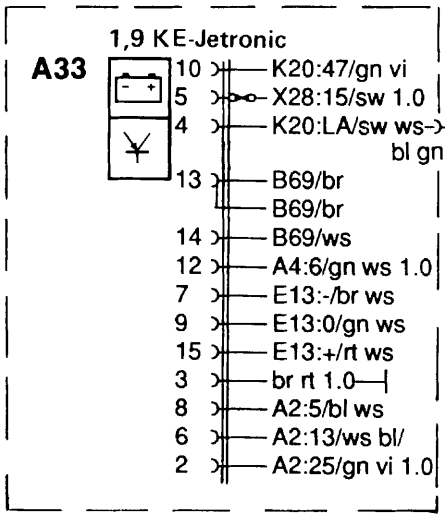 1,9 KE-Jetronic
A33
10 K20:47/gn vi
5 X28:15/sw 1.0
4 K20:LA/sw ws
bl gn
13 B69/br
B69/br
14 B69/ws
12 A4:6/gn ws 1.0
7 E13:-/br ws
9 E13:0/gn ws
15 E13:+/rt ws
3 br rt 1.0
8 A2:5/bl ws
6 A2:13/ws bl/
2 A2:25/gn vi 1.0